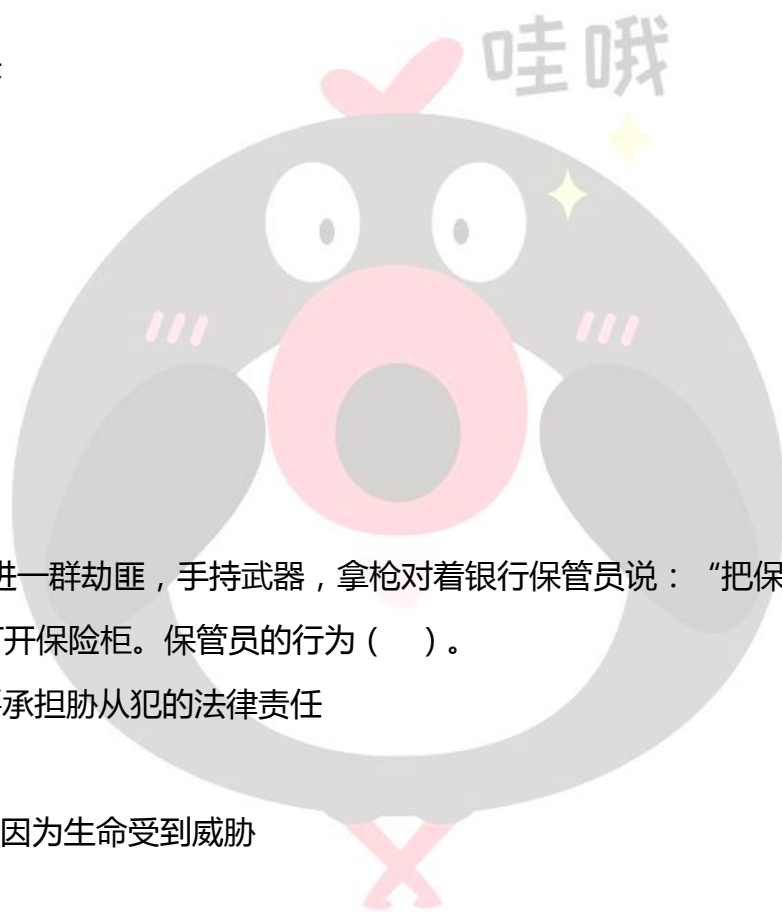 哇哦
进一群劫匪，手持武器，拿枪对着银行保管员说：“把保
打开保险柜。保管员的行为（ ）。
承担胁从犯的法律责任
因为生命受到威胁